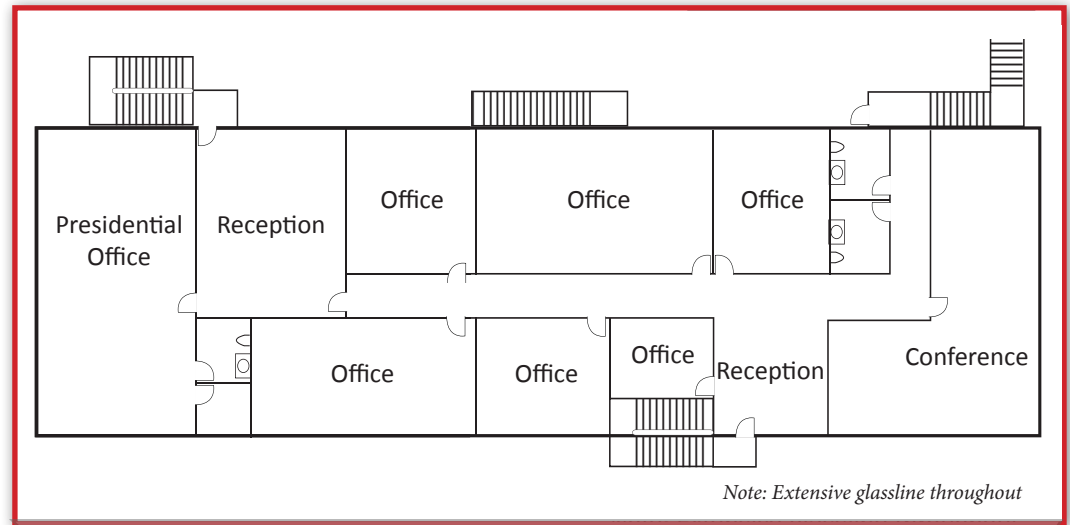 Office
Office
Office
Presidential
Office
Reception
Office
Office
Office
Reception
Conference
Note: Extensive glassline throughout